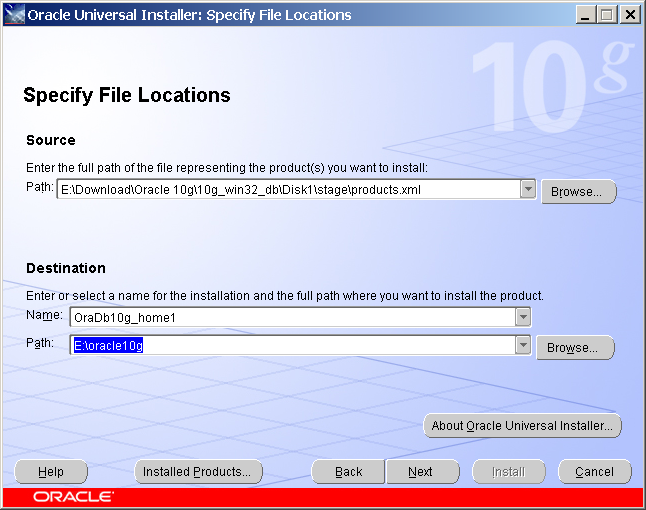 Oracle Universal Installer: Specify File Locations
10g
Specify File Locations
Source
Enter the full path of the file representing the product(s) you want to install:
Path: E:\Download\Oracle 10g\10g_win32_db\Disk1\stage\products.xml Browse...
Destination
Enter or select a name for the installation and the full path where you want to install the product.
Name: OraDb10g_home1
Path: E:\oracle10g Browse...
About Oracle Universal Installer...
Help Installed Products... Back Next Install Cancel
ORACLE